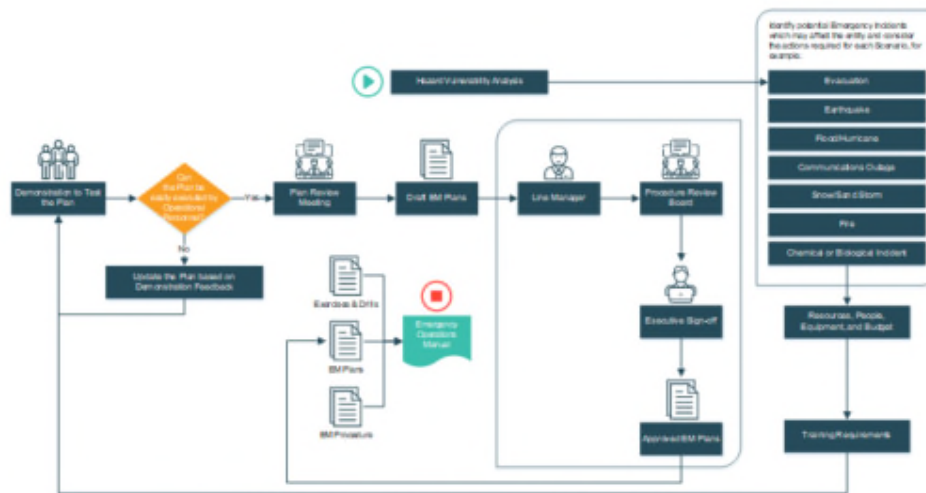 Identify potential Emergency Incidents
which may affect the entity and consider
the actions required for each Scenario, for
example:
Hazard Vulnerability Analysis
Evacuation
Earthquake
Flood/Hurricane
Communications Outage
Snow/Sand Storm
Fire
Chemical or Biological Incident
Demonstration to Test
the Plan
Can
the Plan be
easily executed by
Operational
Personnel?
Yes
Plan Review
Meeting
Draft EM Plans
Line Manager
Procedure Review
Board
No
Update the Plan based on
Demonstration Feedback
Exercises & Drills
Emergency
Operations
Manual
Executive Sign-off
Resources, People,
Equipment, and Budget
EM Plans
EM Procedure
Approved EM Plans
Training Requirements